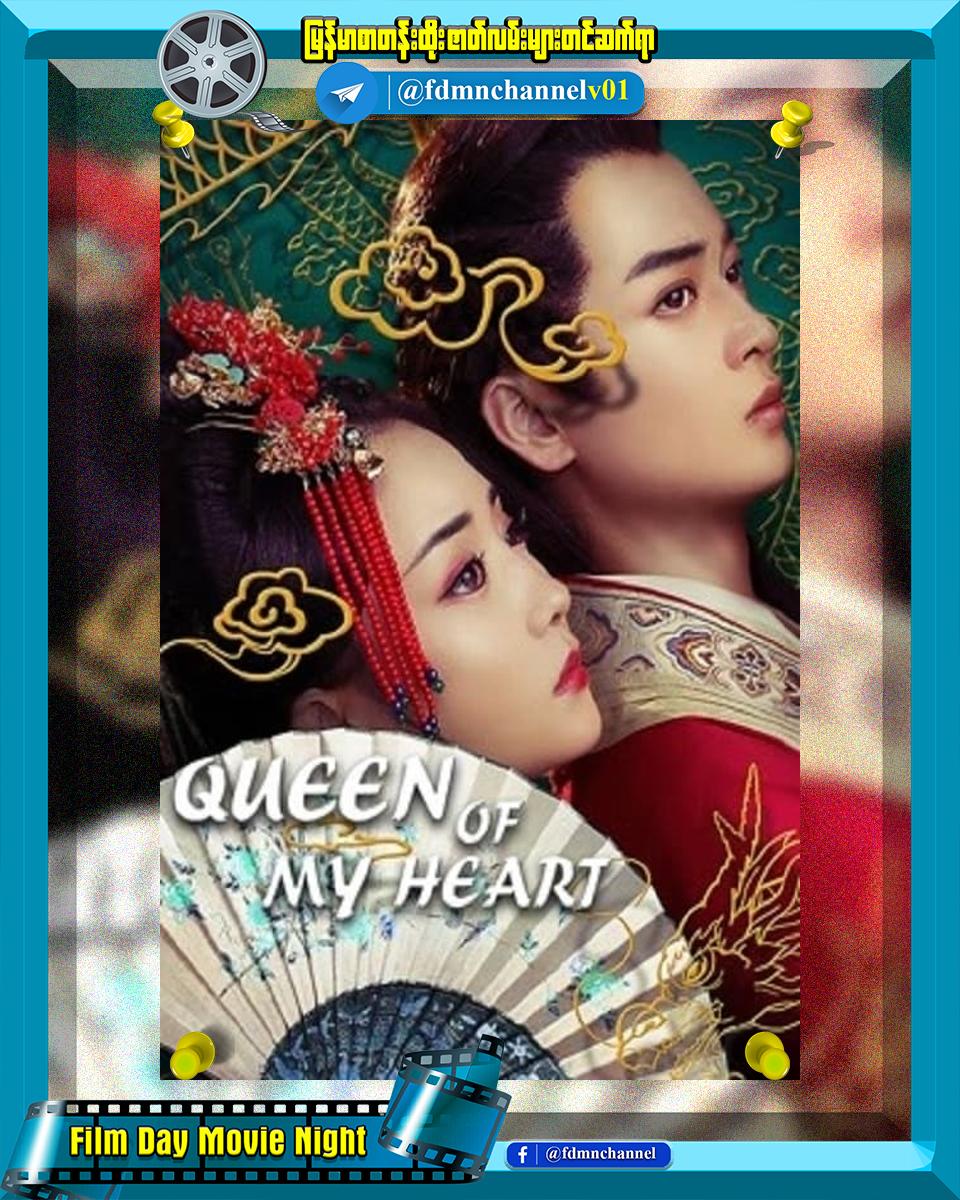 မြန်မာစာတန်းထိုးဇာတ်လမ်းများတင်ဆက်ရာ
@fdmnchannelv01
QUEEN
OF
MY HEART
Film Day Movie Night
@fdmnchannel